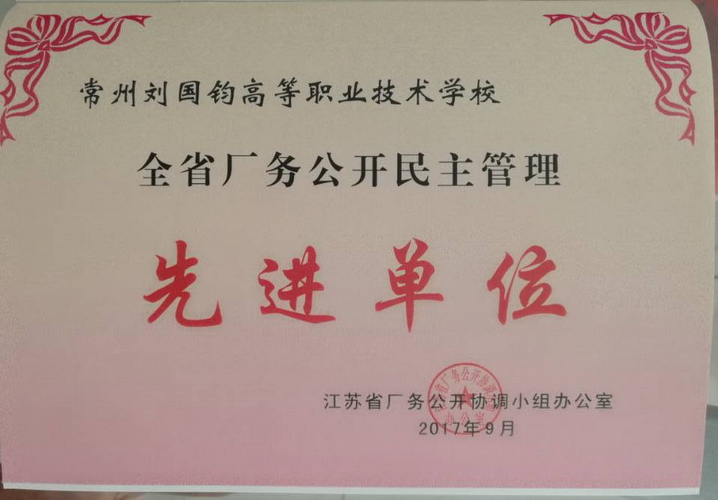 常州刘国钧高等职业技术学校
全省厂务公开民主管理
先进单位
江苏省厂务公开协调小组办公室
2017年9月